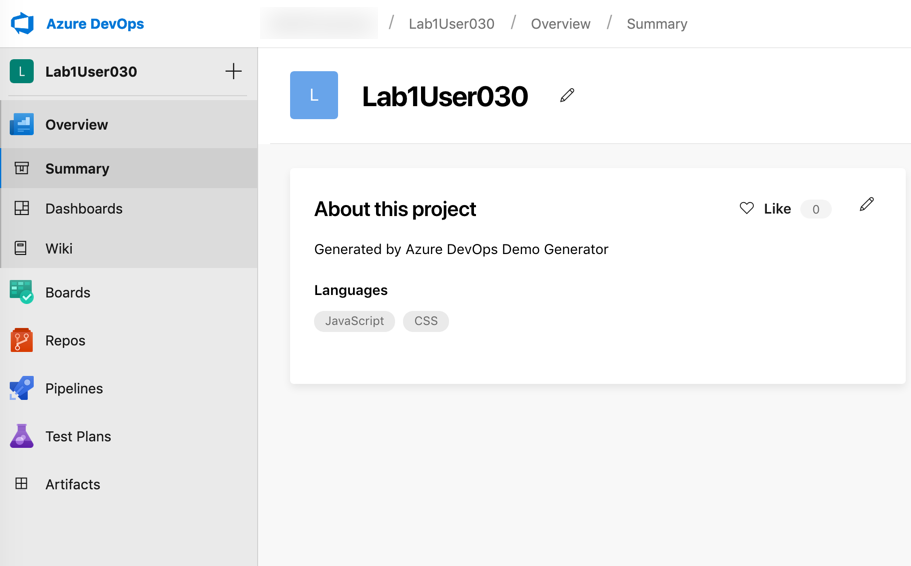 Azure DevOps
/ Lab1User030 / Overview / Summary
L Lab1User030 +
L Lab1User030
Overview
Summary
Dashboards
Wiki
Boards
Repos
Pipelines
Test Plans
Artifacts
About this project
Like 0
Generated by Azure DevOps Demo Generator
Languages
JavaScript CSS